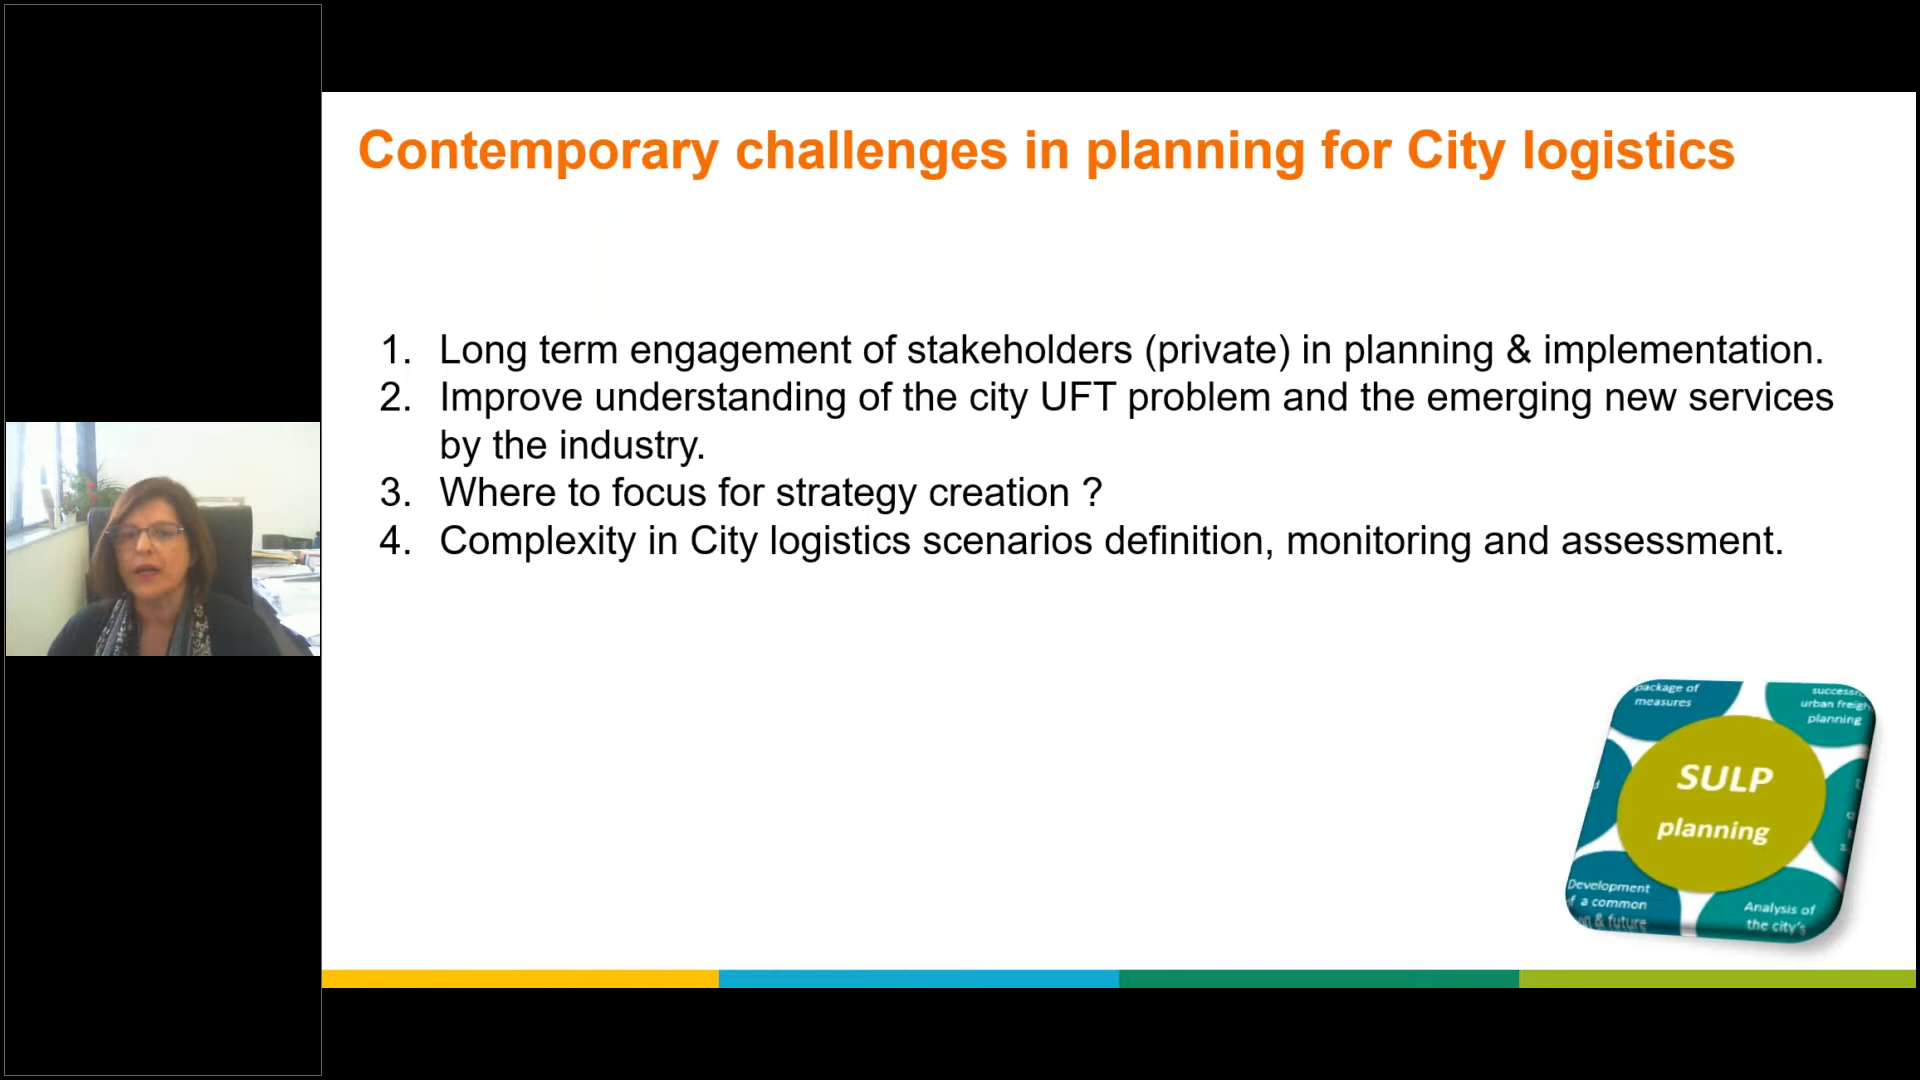 Contemporary challenges in planning for City logistics
1. Long term engagement of stakeholders (private) in planning & implementation.
2. Improve understanding of the city UFT problem and the emerging new services
by the industry.
3. Where to focus for strategy creation ?
4. Complexity in City logistics scenarios definition, monitoring and assessment.
package of
measures
urban
planning
SULP
planning
Development
a common
& future
Analysis of
the city's